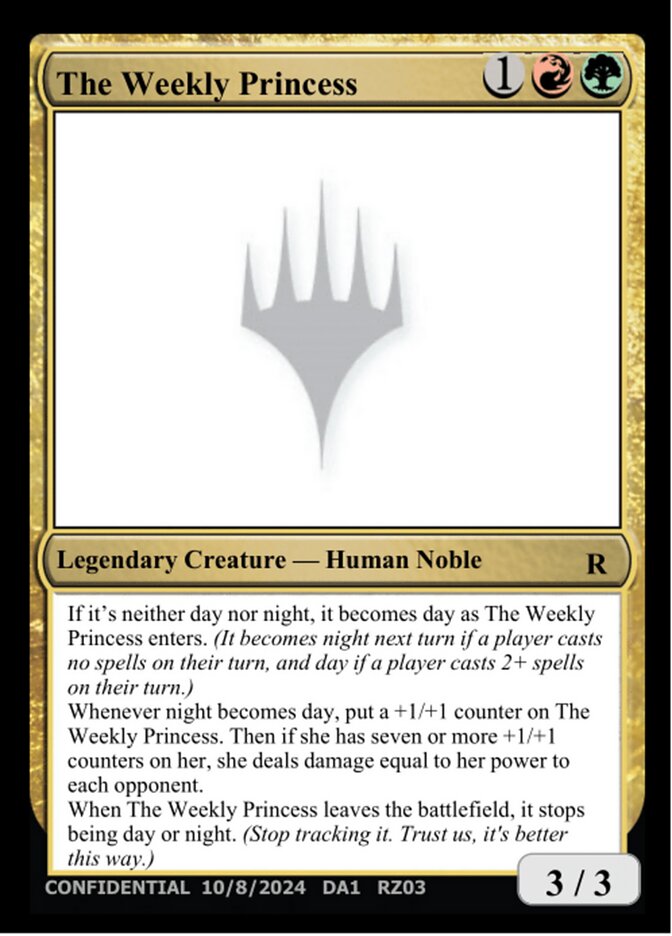 The Weekly Princess 1
Legendary Creature — Human Noble R
If it's neither day nor night, it becomes day as The Weekly
Princess enters. (It becomes night next turn if a player casts
no spells on their turn, and day if a player casts 2+ spells
on their turn.)
Whenever night becomes day, put a +1/+1 counter on The
Weekly Princess. Then if she has seven or more +1/+1
counters on her, she deals damage equal to her power to
each opponent.
When The Weekly Princess leaves the battlefield, it stops
being day or night. (Stop tracking it. Trust us, it's better
this way.)
CONFIDENTIAL 10/8/2024 DA1 RZ03
3 / 3